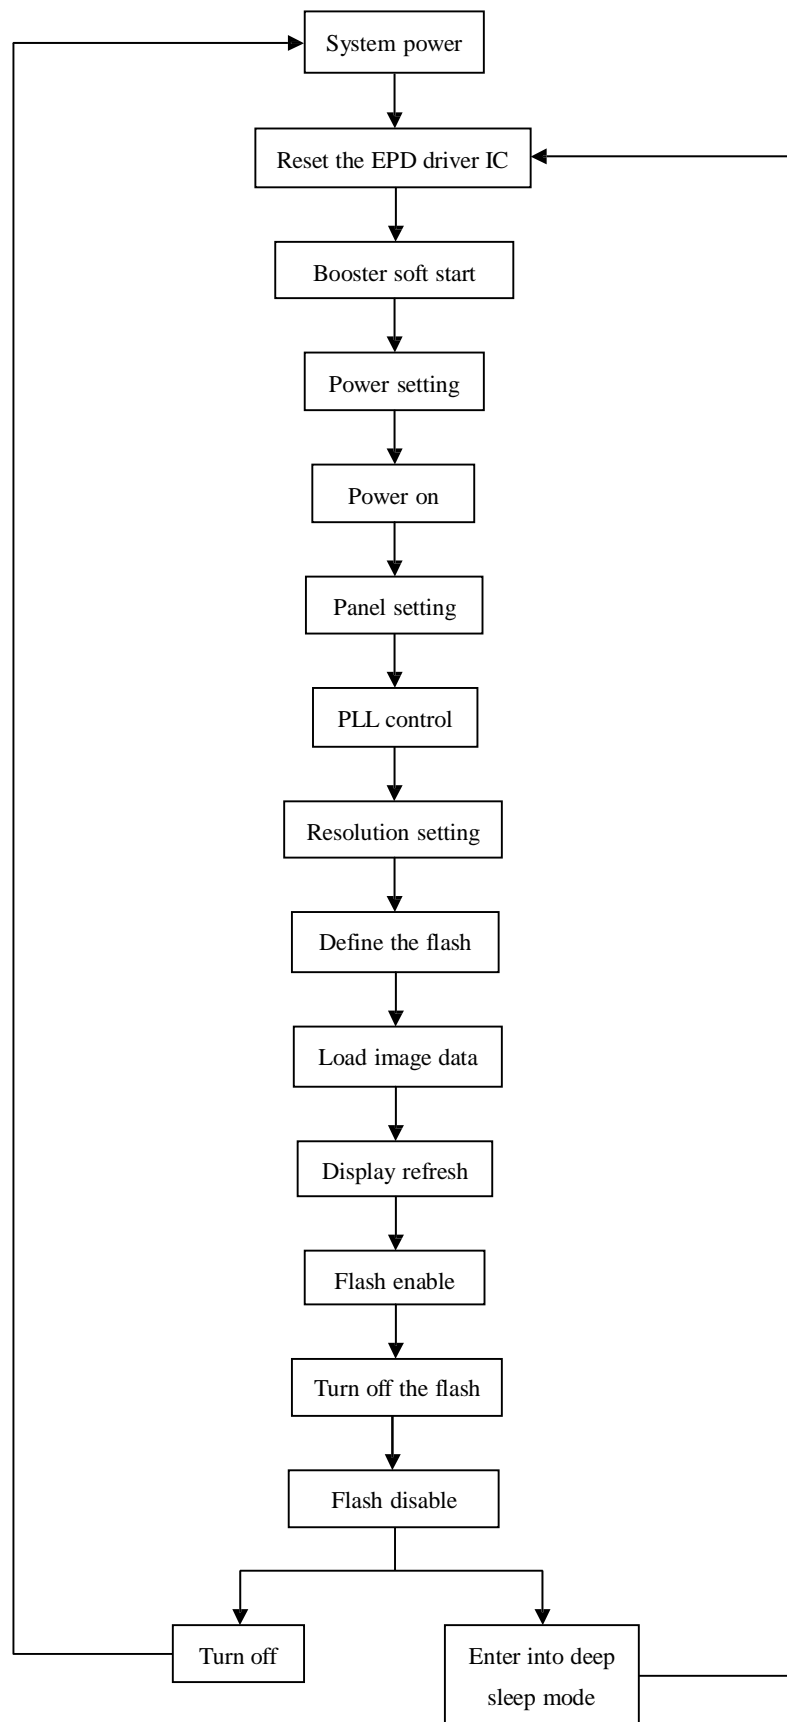 System power
Reset the EPD driver IC
Booster soft start
Power setting
Power on
Panel setting
PLL control
Resolution setting
Define the flash
Load image data
Display refresh
Flash enable
Turn off the flash
Flash disable
Turn off
Enter into deep
sleep mode